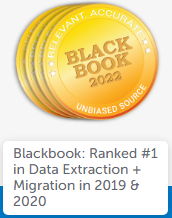 RELEVANT. ACCURATE.
BLACK
BOOK
2022
UNBIASED SOURCE
Blackbook: Ranked #1
in Data Extraction +
Migration in 2019 &
2020